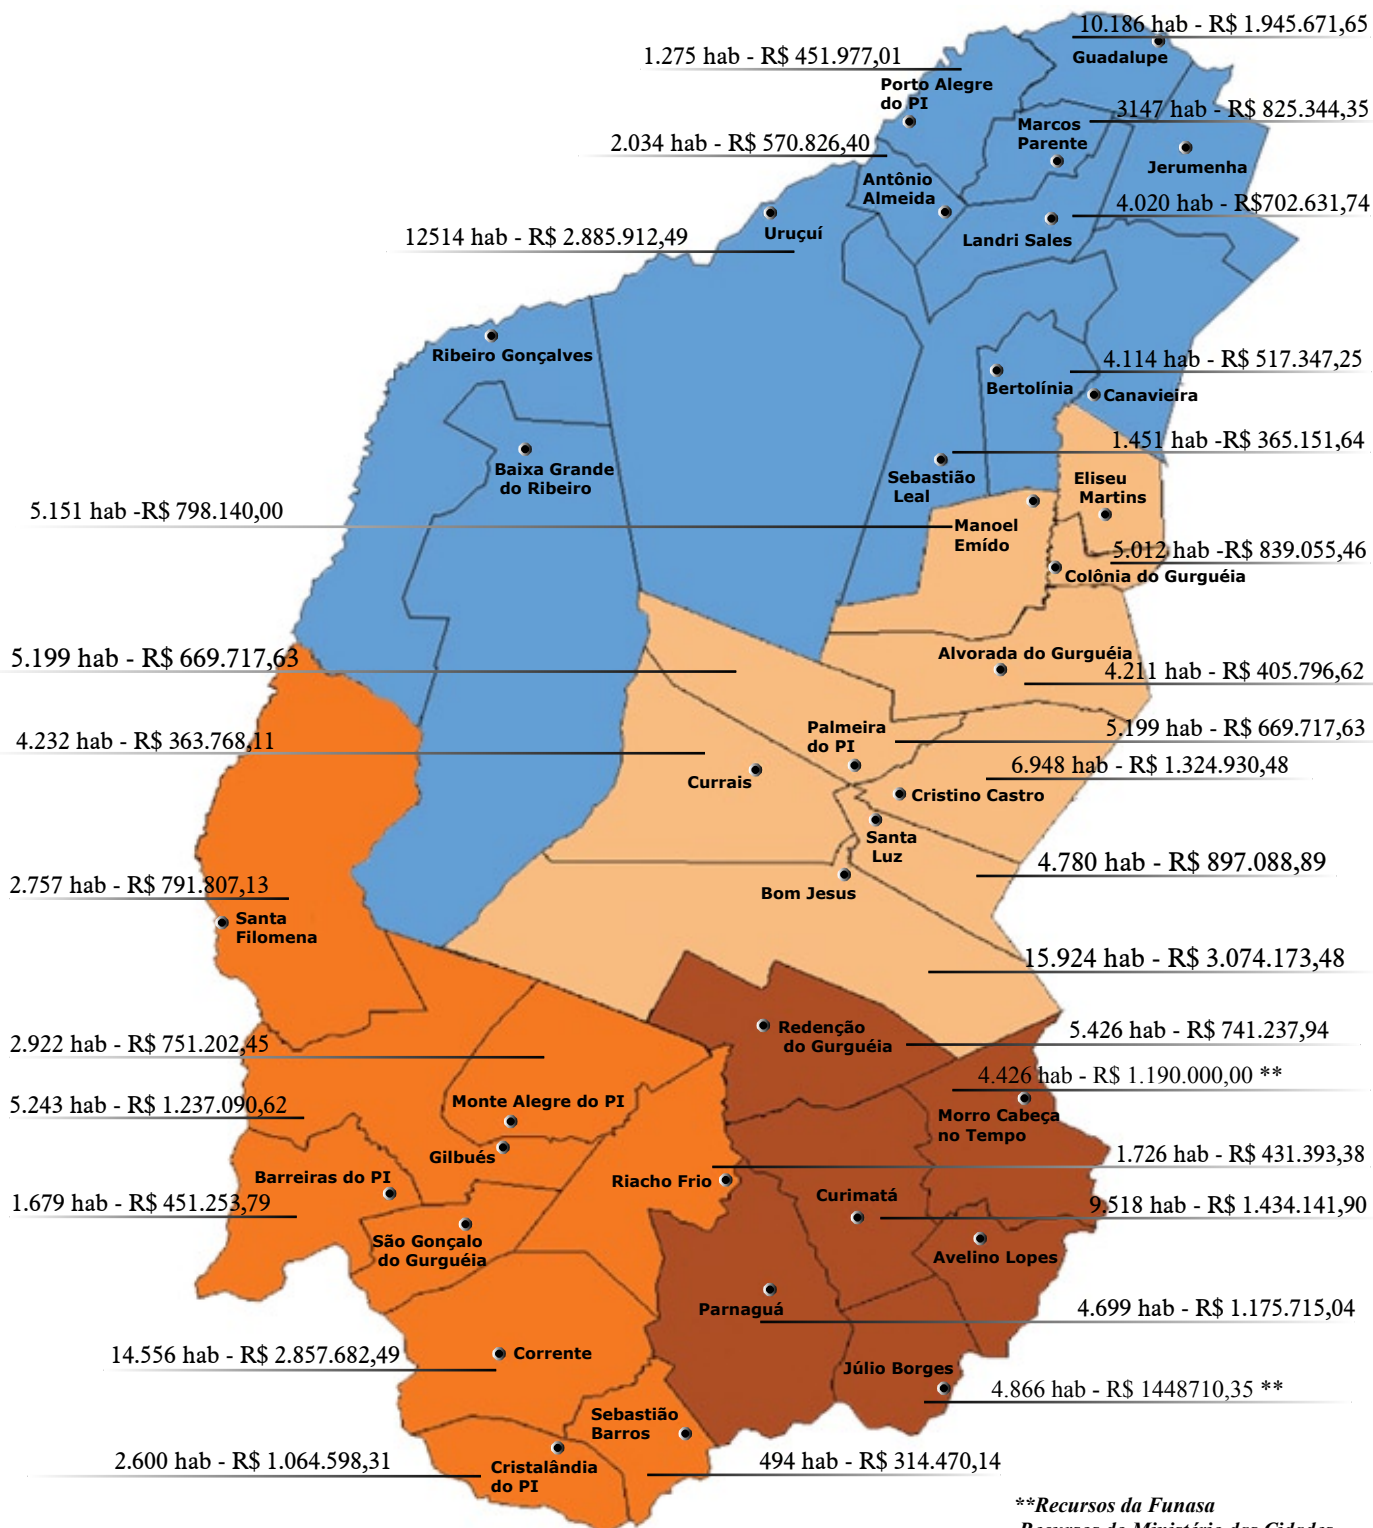 10.186 hab - R$ 1.945.671,65
Guadalupe
1.275 hab - R$ 451.977,01
Porto Alegre
do PI
3147 hab - R$ 825.344,35
Marcos
Parente
2.034 hab - R$ 570.826,40
Jerumenha
Antônio
Almeida
4.020 hab - R$702.631,74
Uruçuí
Landri Sales
12514 hab - R$ 2.885.912,49
Ribeiro Gonçalves
4.114 hab - R$ 517.347,25
Bertolínia
Canavieira
1.451 hab -R$ 365.151,64
Baixa Grande
do Ribeiro
Sebastião
Leal
Eliseu
Martins
5.151 hab -R$ 798.140,00
Manoel
Emído
5.012 hab -R$ 839.055,46
Colônia do Gurguéia
5.199 hab - R$ 669.717,63
Alvorada do Gurguéia
4.211 hab - R$ 405.796,62
Palmeira
do PI
5.199 hab - R$ 669.717,63
4.232 hab - R$ 363.768,11
6.948 hab - R$ 1.324.930,48
Currais
Cristino Castro
Santa
Luz
4.780 hab - R$ 897.088,89
2.757 hab - R$ 791.807,13
Bom Jesus
Santa
Filomena
15.924 hab - R$ 3.074.173,48
Redenção
do Gurguéia
5.426 hab - R$ 741.237,94
2.922 hab - R$ 751.202,45
4.426 hab - R$ 1.190.000,00 **
5.243 hab - R$ 1.237.090,62
Monte Alegre do PI
Morro Cabeça
no Tempo
Gilbués
1.726 hab - R$ 431.393,38
Barreiras do PI
Riacho Frio
Curimatá
1.679 hab - R$ 451.253,79
9.518 hab - R$ 1.434.141,90
São Gonçalo
do Gurguéia
Avelino Lopes
Parnaguá
4.699 hab - R$ 1.175.715,04
14.556 hab - R$ 2.857.682,49
Corrente
Júlio Borges
4.866 hab - R$ 1448710,35 **
Sebastião
Barros
2.600 hab - R$ 1.064.598,31
Cristalândia
do PI
494 hab - R$ 314.470,14
**Recursos da Funasa
Recursos do Ministério das Cidades